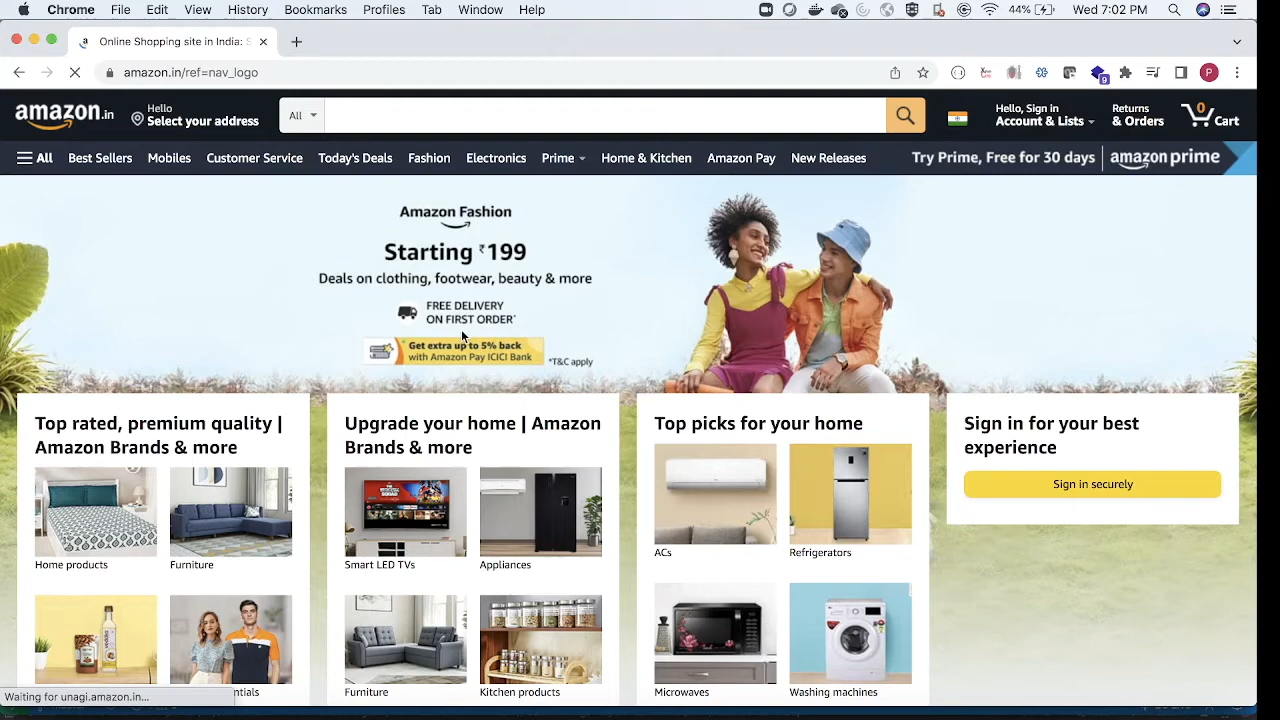 Chrome File Edit View History Bookmarks Profiles Tab Window Help 44% Wed 7:02 PM
Online Shopping site in India: S
amazon.in/ref=nav_logo
9
P
amazon.in
Hello
Select your address
All
Hello, Sign in
Account & Lists
Returns
& Orders
0
Cart
All Best Sellers Mobiles Customer Service Today's Deals Fashion Electronics Prime Home & Kitchen Amazon Pay New Releases Try Prime, Free for 30 days amazon prime
Amazon Fashion
Starting ₹199
Deals on clothing, footwear, beauty & more
FREE DELIVERY
ON FIRST ORDER*
Get extra up to 5% back
with Amazon Pay ICICI Bank
*T&C apply
Top rated, premium quality |
Amazon Brands & more
Home products Furniture
ntials
Upgrade your home | Amazon
Brands & more
Smart LED TVs Appliances
Furniture Kitchen products
Top picks for your home
ACs Refrigerators
Microwaves Washing machines
Sign in for your best
experience
Sign in securely
Waiting for unagi.amazon.in...